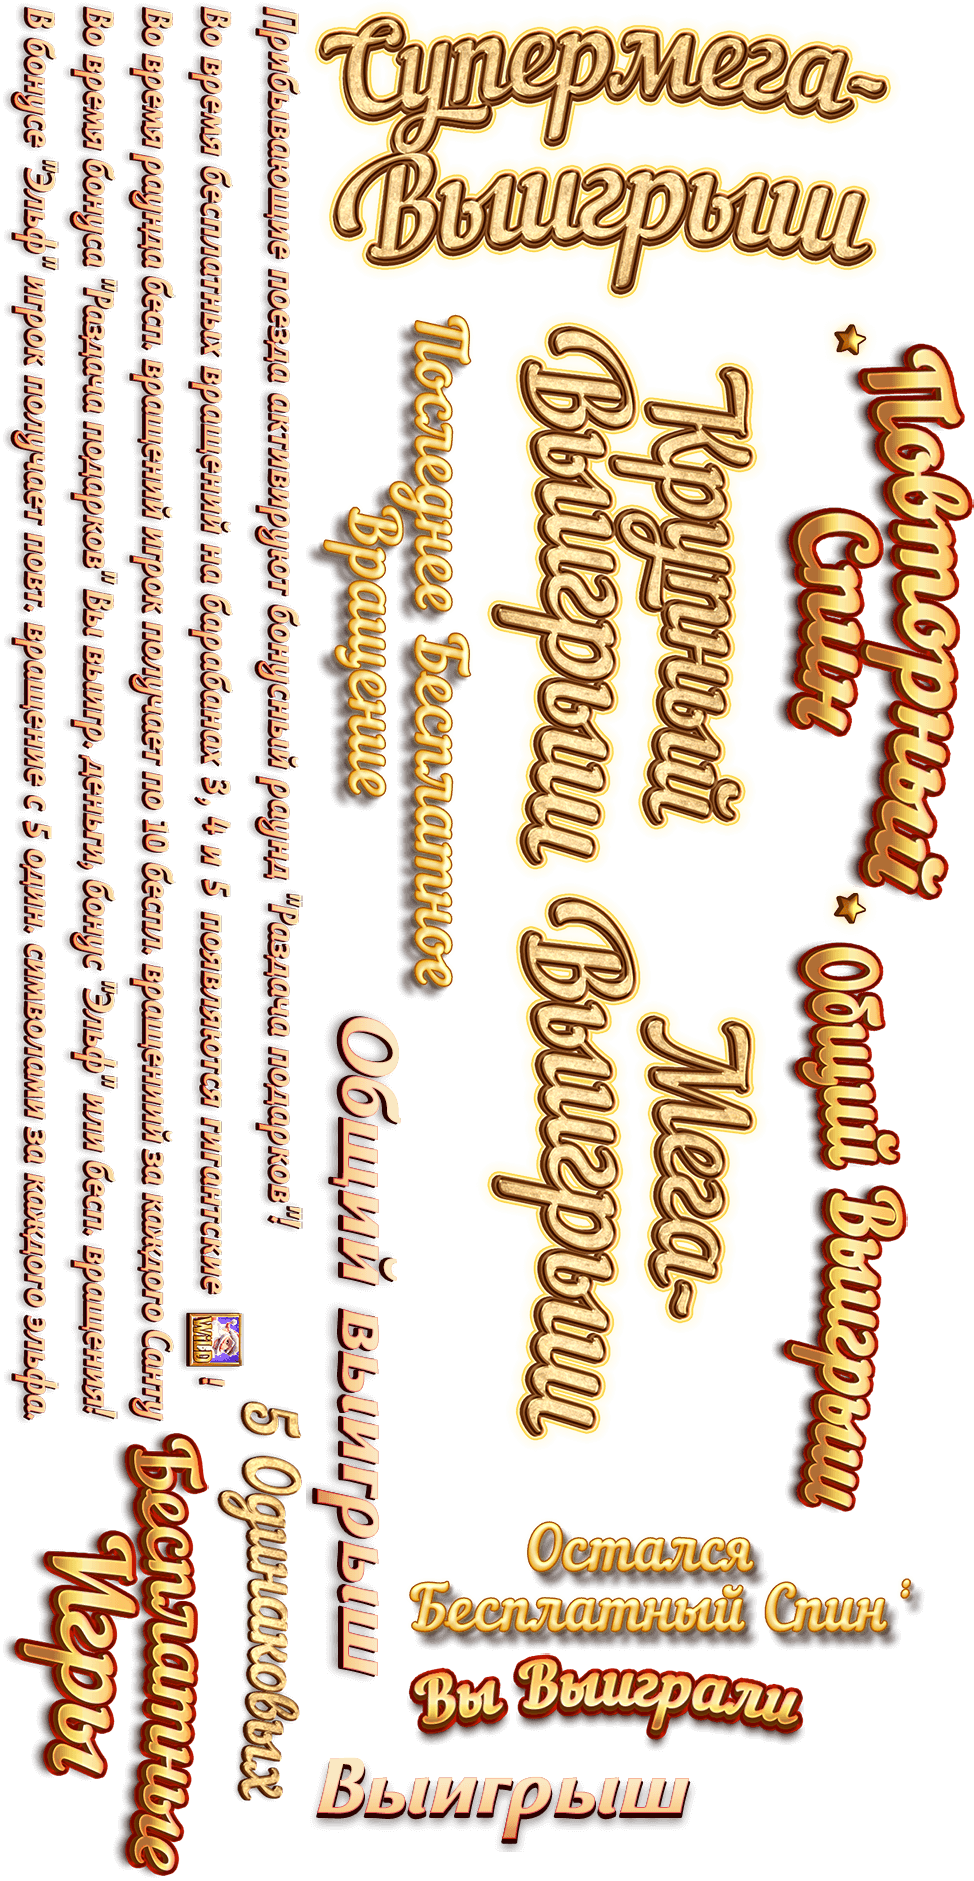 Супермега-
Выигрыш
Прибывающие поезда активируют бонусный раунд "Раздача подарков"!
Во время бесплатных вращений на барабанах 3, 4 и 5 появляются гигантские WILD !
Во время раунда бесп. вращений игрок получает по 10 беспл. вращений за каждого Санту
Во время бонуса "Раздача подарков" Вы выигр. деньги, бонус "Эльф" или бесп. вращения!
В бонусе "Эльф" игрок получает повт. вращение с 5 один. символами за каждого эльфа.
Повторный
Спин
Крупный
Выигрыш
Последнее Бесплатное
Вращение
Мега-
Выигрыш
Общий Выигрыш
Общий выигрыш
5 Одинаковых
Бесплатные
Игры
Остался
Бесплатный Спин :
Вы Выиграли
Выигрыш